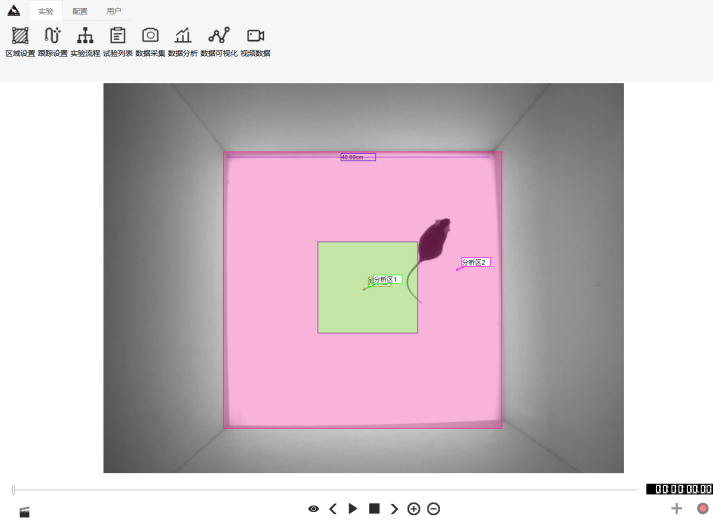 实验 配置 用户
区域设置 跟踪设置 实验流程 试验列表 数据采集 数据分析 数据可视化 视频数据
40.00cm
分析区2
分析区1
00:00:00.00